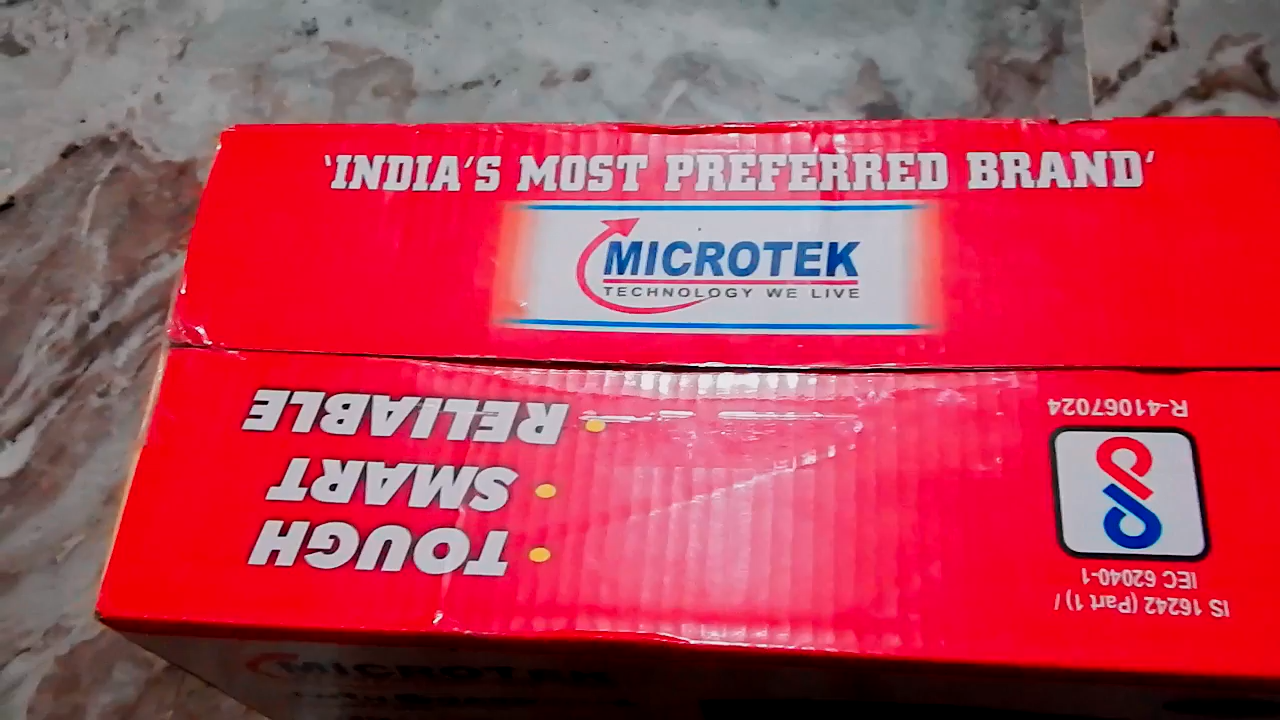 'INDIA'S MOST PREFERRED BRAND'
MICROTEK
TECHNOLOGY WE LIVE
• TOUGH
• SMART
• RELIABLE
IS 16242 (Part 1) /
IEC 62040-1
R-41067024
MICROTEK